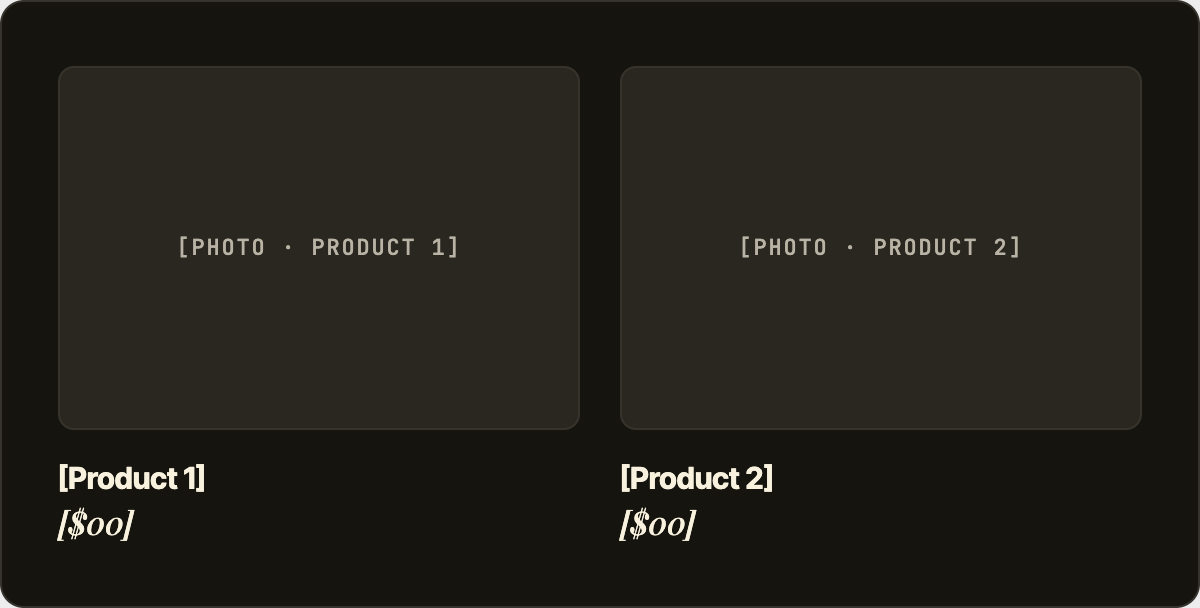 [PHOTO · PRODUCT 1]
[Product 1]
[$00]
[PHOTO · PRODUCT 2]
[Product 2]
[$00]